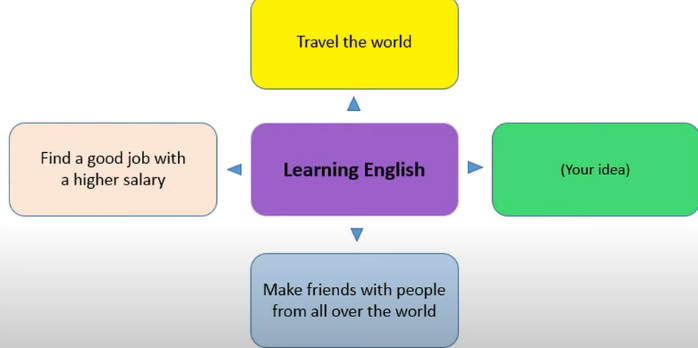 Travel the world
Find a good job with
a higher salary
Learning English
(Your idea)
Make friends with people
from all over the world